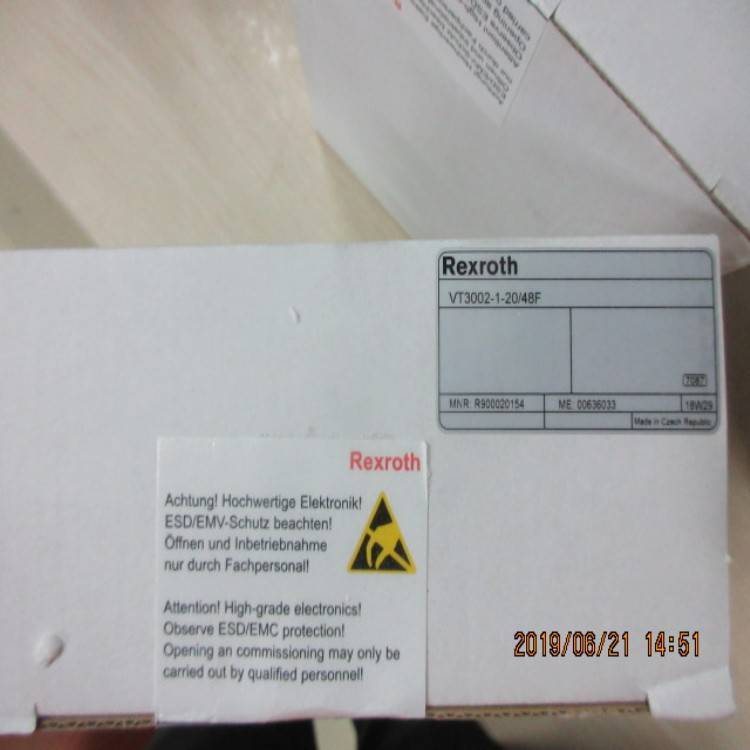 Rexroth
VT3002-1-20/48F
7087
MNR: R900020154
ME: 00636033
18W29
Made in Czech Republic
Rexroth
Achtung! Hochwertige Elektronik!
ESD/EMV-Schutz beachten!
Öffnen und Inbetriebnahme
nur durch Fachpersonal!
Attention! High-grade electronics!
Observe ESD/EMC protection!
Opening an commissioning may only be
carried out by qualified personnel!
2019/06/21 14:51